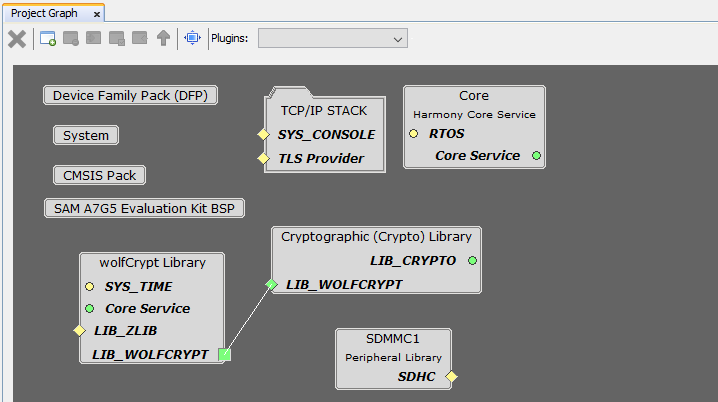 Project Graph
Plugins:
Device Family Pack (DFP)
System
CMSIS Pack
SAM A7G5 Evaluation Kit BSP
TCP/IP STACK
SYS_CONSOLE
TLS Provider
Core
Harmony Core Service
RTOS
Core Service
wolfCrypt Library
SYS_TIME
Core Service
LIB_ZLIB
LIB_WOLFCRYPT
Cryptographic (Crypto) Library
LIB_CRYPTO
LIB_WOLFCRYPT
SDMMC1
Peripheral Library
SDHC